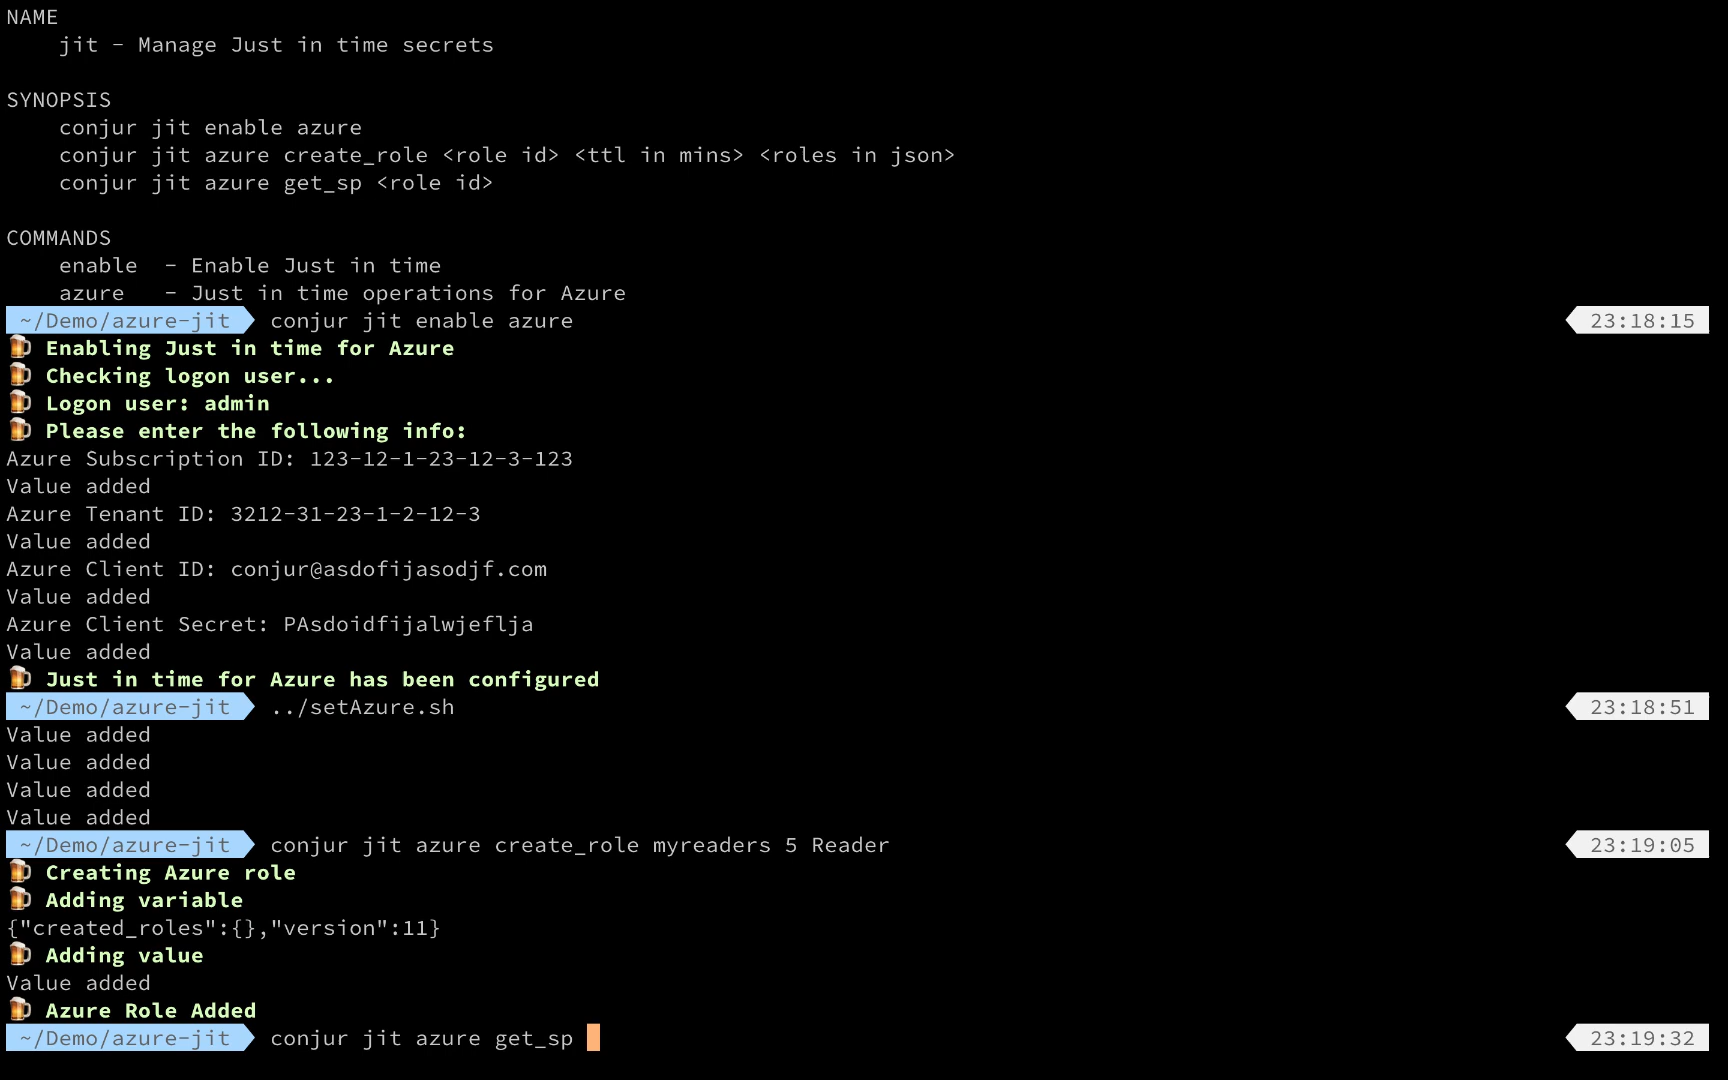 NAME
    jit - Manage Just in time secrets

SYNOPSIS
    conjur jit enable azure
    conjur jit azure create_role <role id> <ttl in mins> <roles in json>
    conjur jit azure get_sp <role id>

COMMANDS
    enable  - Enable Just in time
    azure   - Just in time operations for Azure
~/Demo/azure-jit conjur jit enable azure 23:18:15
🍺 Enabling Just in time for Azure
🍺 Checking logon user...
🍺 Logon user: admin
🍺 Please enter the following info:
Azure Subscription ID: 123-12-1-23-12-3-123
Value added
Azure Tenant ID: 3212-31-23-1-2-12-3
Value added
Azure Client ID: conjur@asdofijasodjf.com
Value added
Azure Client Secret: PAsdoidfijalwjeflja
Value added
🍺 Just in time for Azure has been configured
~/Demo/azure-jit ../setAzure.sh 23:18:51
Value added
Value added
Value added
Value added
~/Demo/azure-jit conjur jit azure create_role myreaders 5 Reader 23:19:05
🍺 Creating Azure role
🍺 Adding variable
{"created_roles":{},"version":11}
🍺 Adding value
Value added
🍺 Azure Role Added
~/Demo/azure-jit conjur jit azure get_sp 23:19:32